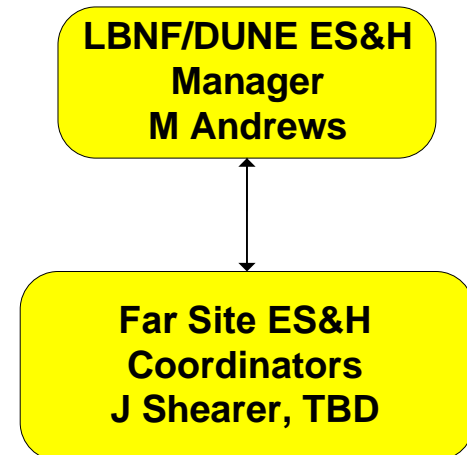 LBNF/DUNE ES&H
Manager
M Andrews
Far Site ES&H
Coordinators
J Shearer, TBD